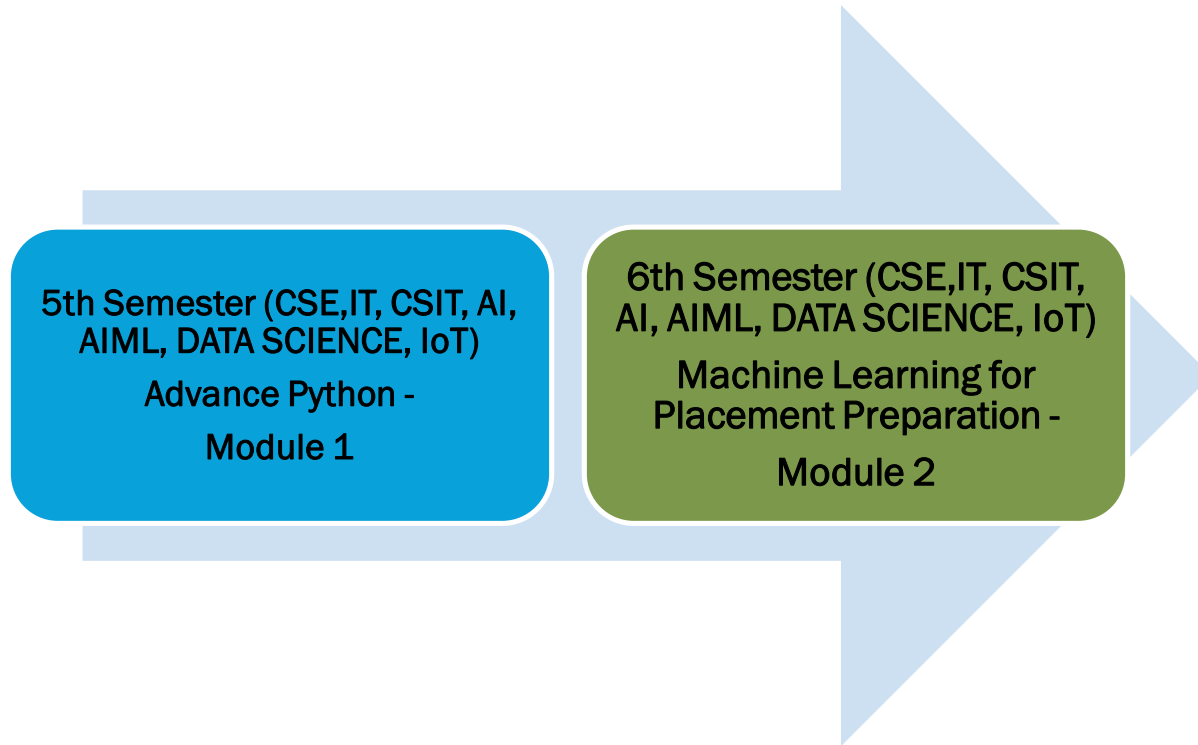 5th Semester (CSE,IT, CSIT, AI,
AIML, DATA SCIENCE, IoT)
Advance Python -
Module 1
6th Semester (CSE,IT, CSIT,
AI, AIML, DATA SCIENCE, IoT)
Machine Learning for
Placement Preparation -
Module 2